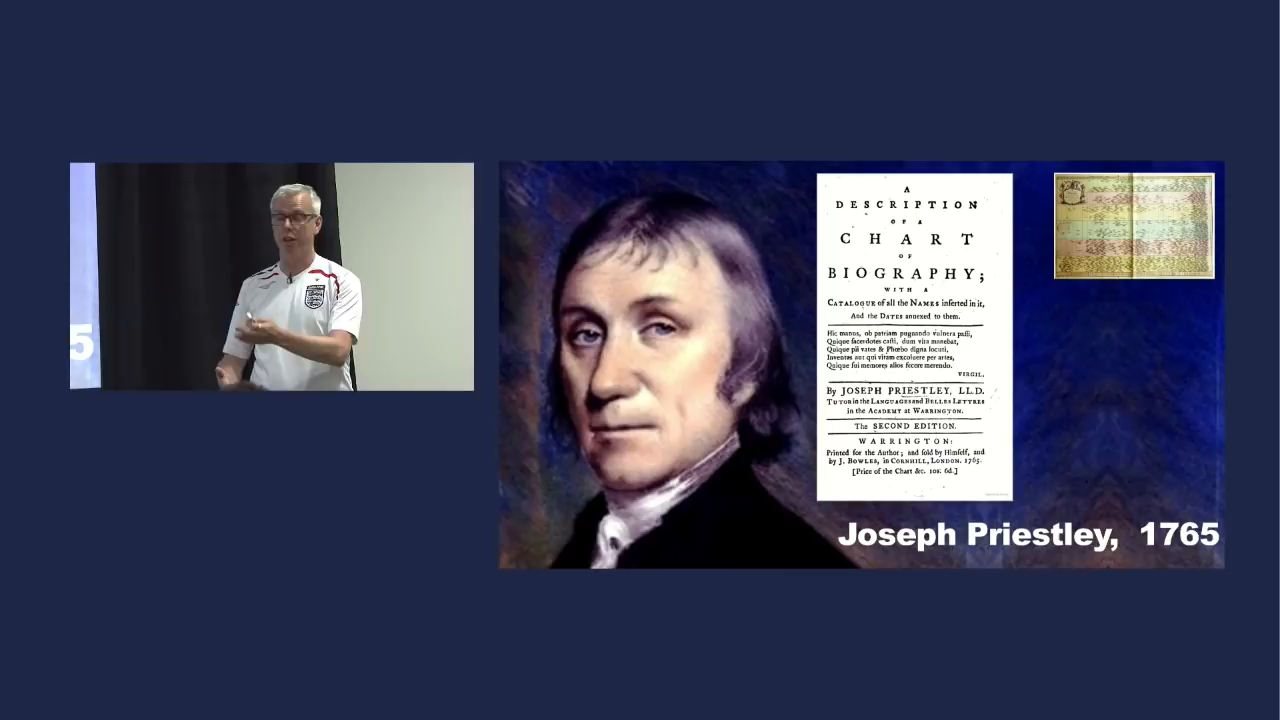 5
A
DESCRIPTION
OF A
CHART
OF
BIOGRAPHY;
WITH A
CATALOGUE of all the NAMES inſerted in it,
And the DATES annexed to them.
Hic manus, ob patriam pugnando vulnera paſſi,
Quique ſacerdotes caſti, dum vita manebat,
Quique pii vates & Phœbo digna locuti,
Inventas aut qui vitam excoluere per artes,
Quique ſui memores alios fecere merendo.
VIRGIL.
By JOSEPH PRIESTLEY, LL.D.
TUTOR in the LANGUAGES and BELLES LETTRES
in the ACADEMY at WARRINGTON.
The SECOND EDITION.
WARRINGTON:
Printed for the Author; and ſold by Himſelf, and
by J. BOWLES, in CORNHILL, LONDON. 1765.
[Price of the Chart &c. 10s. 6d.]
Joseph Priestley, 1765